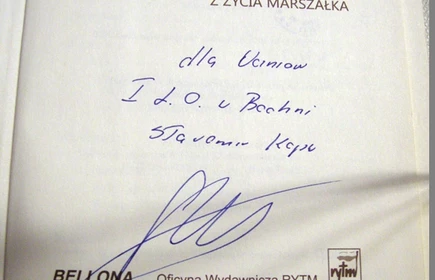 Z ŻYCIA MARSZAŁKA
dla Uczniów
I L.O. w Bochni
Sławomir Koper
BELLONA Oficyna Wydawnicza RYTM
rytm